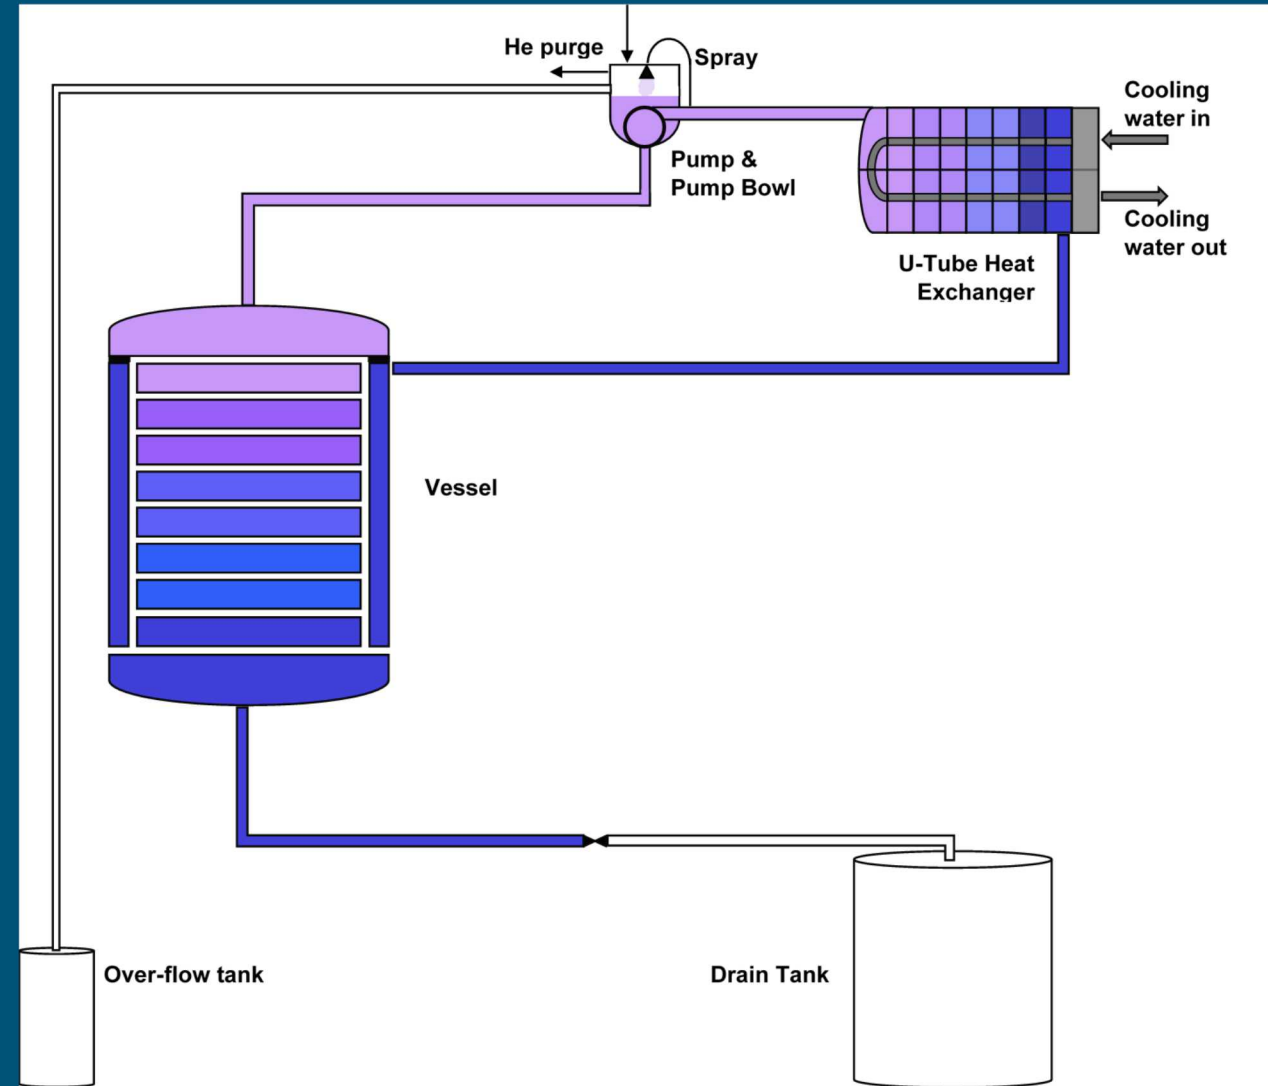 He purge
Spray
Cooling
water in
Pump &
Pump Bowl
Cooling
water out
U-Tube Heat
Exchanger
Vessel
Over-flow tank
Drain Tank